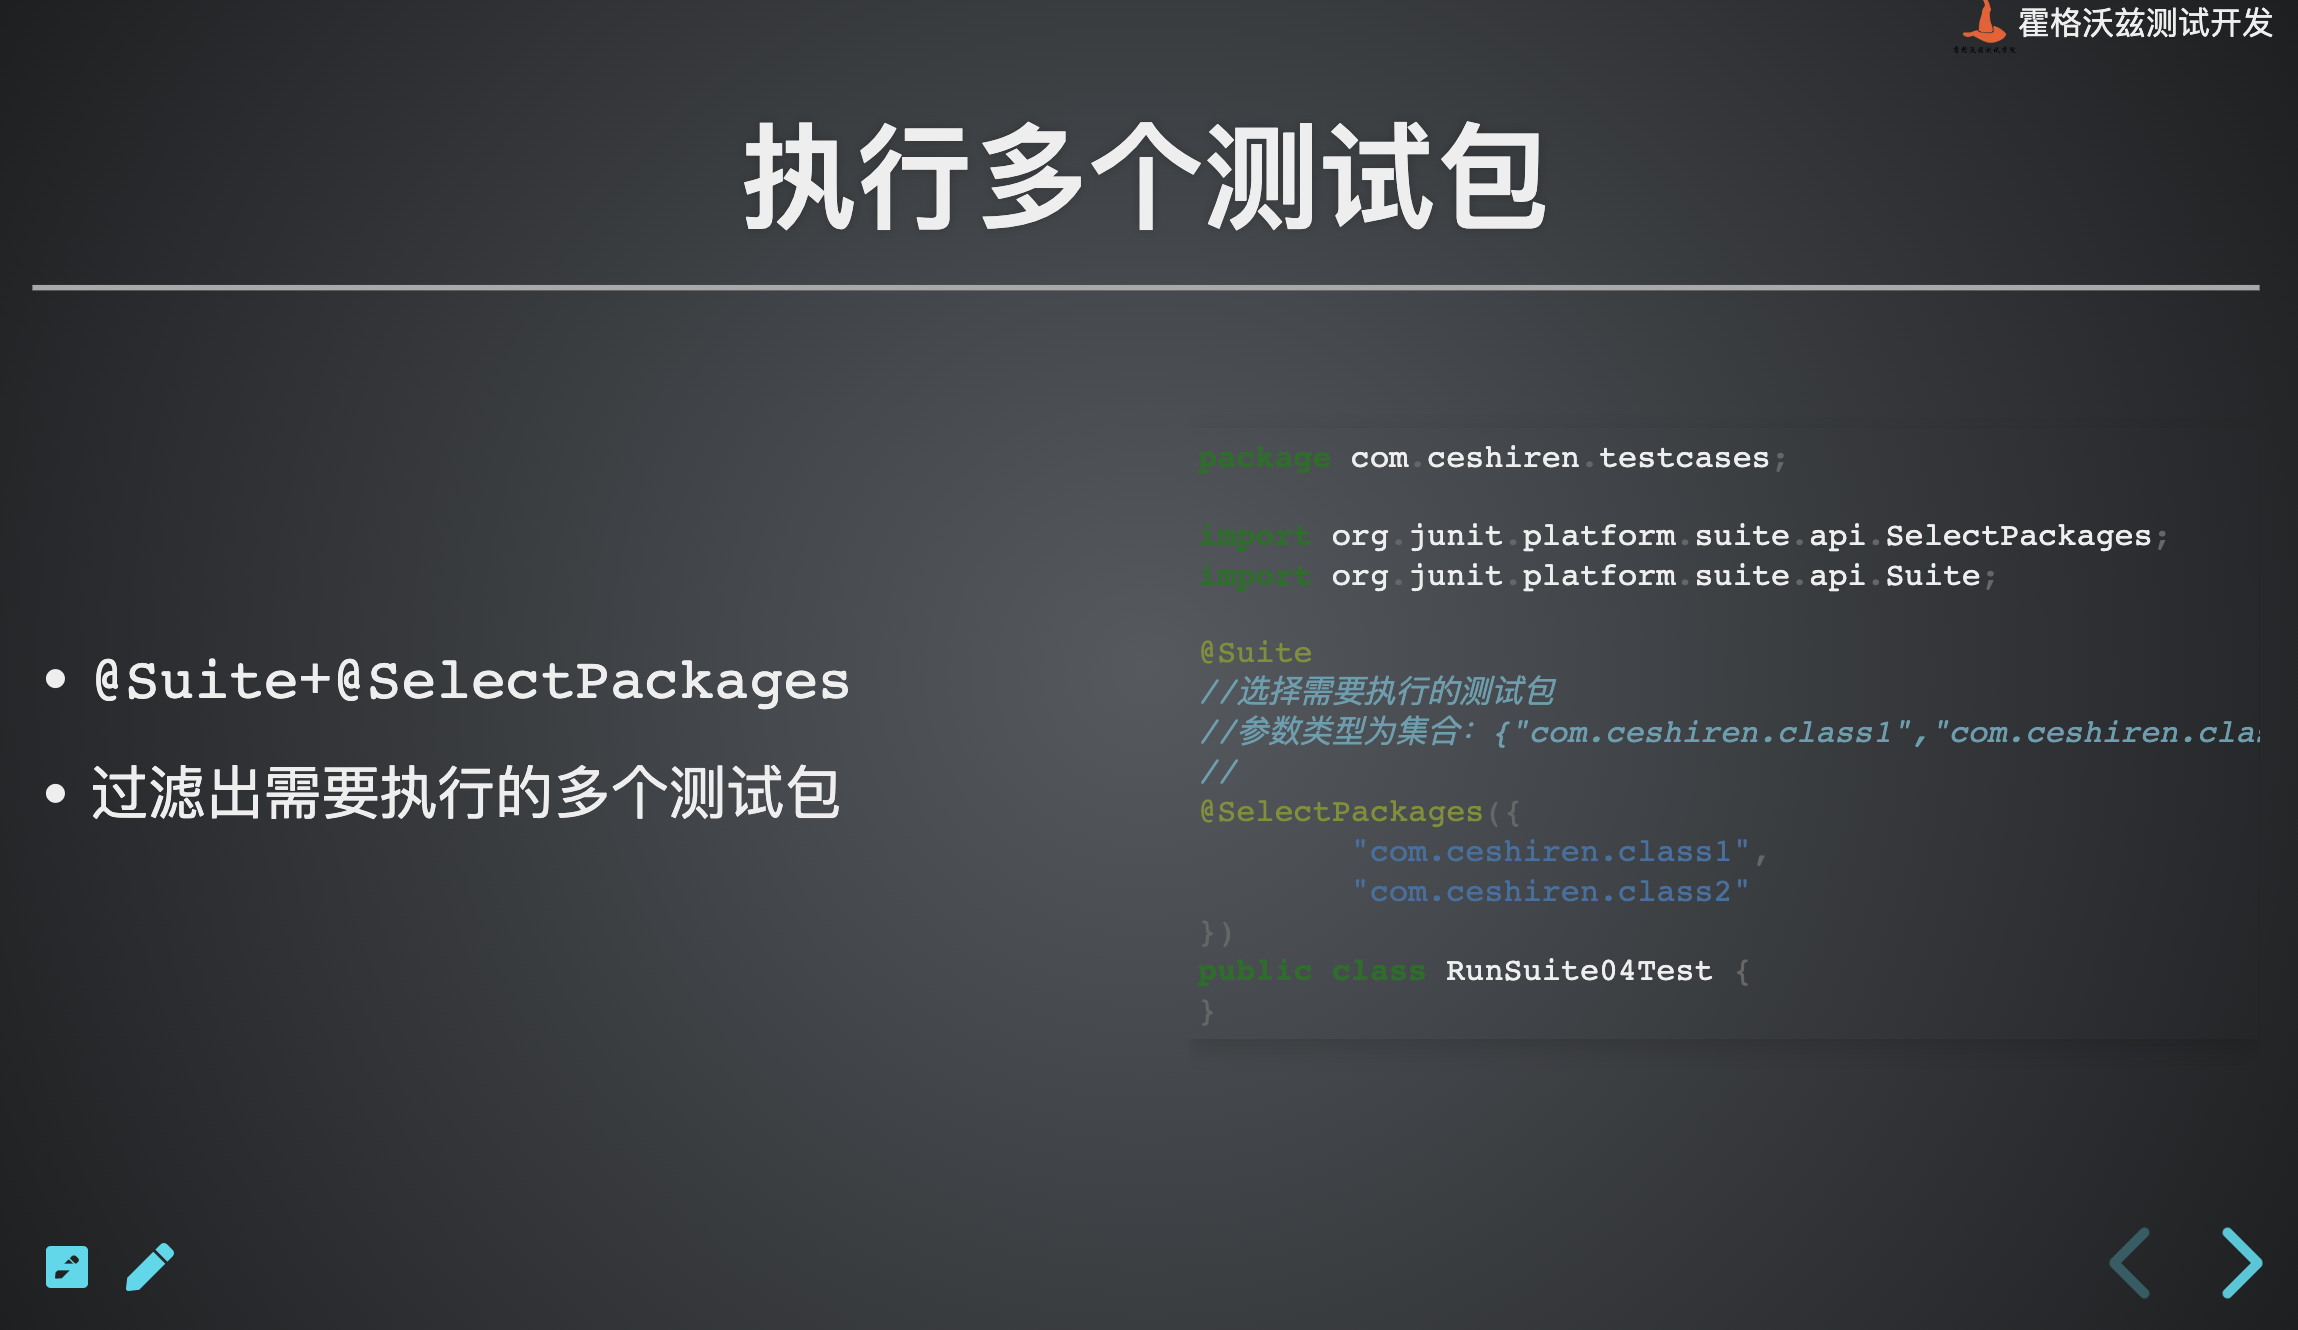 霍格沃兹测试开发
执行多个测试包
@Suite+@SelectPackages
过滤出需要执行的多个测试包
package com.ceshiren.testcases;
import org.junit.platform.suite.api.SelectPackages;
import org.junit.platform.suite.api.Suite;
@Suite
//选择需要执行的测试包
//参数类型为集合：{"com.ceshiren.class1","com.ceshiren.clas
//
@SelectPackages({
"com.ceshiren.class1",
"com.ceshiren.class2"
})
public class RunSuite04Test {
}